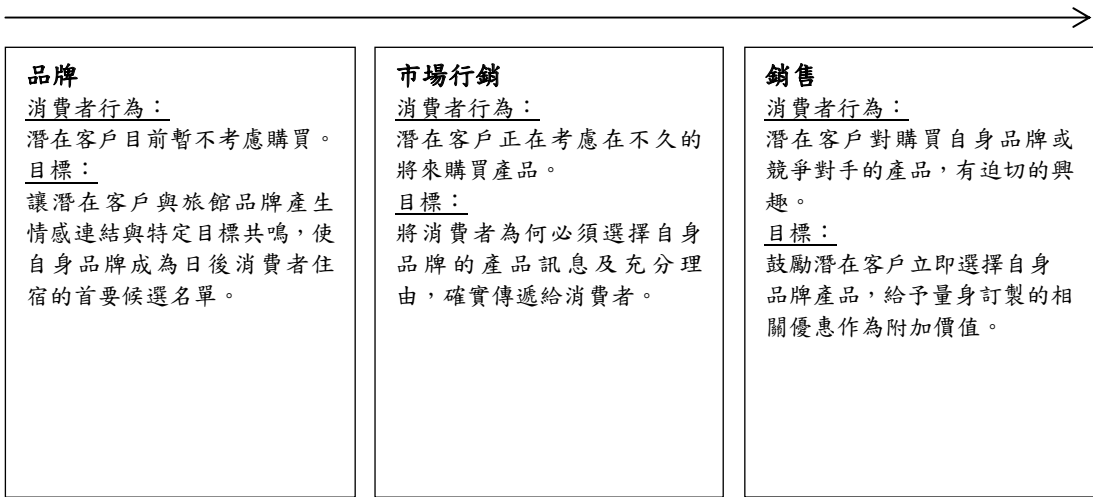 品牌
消費者行為：
潛在客戶目前暫不考慮購買。
目標：
讓潛在客戶與旅館品牌產生
情感連結與特定目標共鳴，使
自身品牌成為日後消費者住
宿的首要候選名單。
市場行銷
消費者行為：
潛在客戶正在考慮在不久的
將來購買產品。
目標：
將消費者為何必須選擇自身
品牌的產品訊息及充分理
由，確實傳遞給消費者。
銷售
消費者行為：
潛在客戶對購買自身品牌或
競爭對手的產品，有迫切的興
趣。
目標：
鼓勵潛在客戶立即選擇自身
品牌產品，給予量身訂製的相
關優惠作為附加價值。